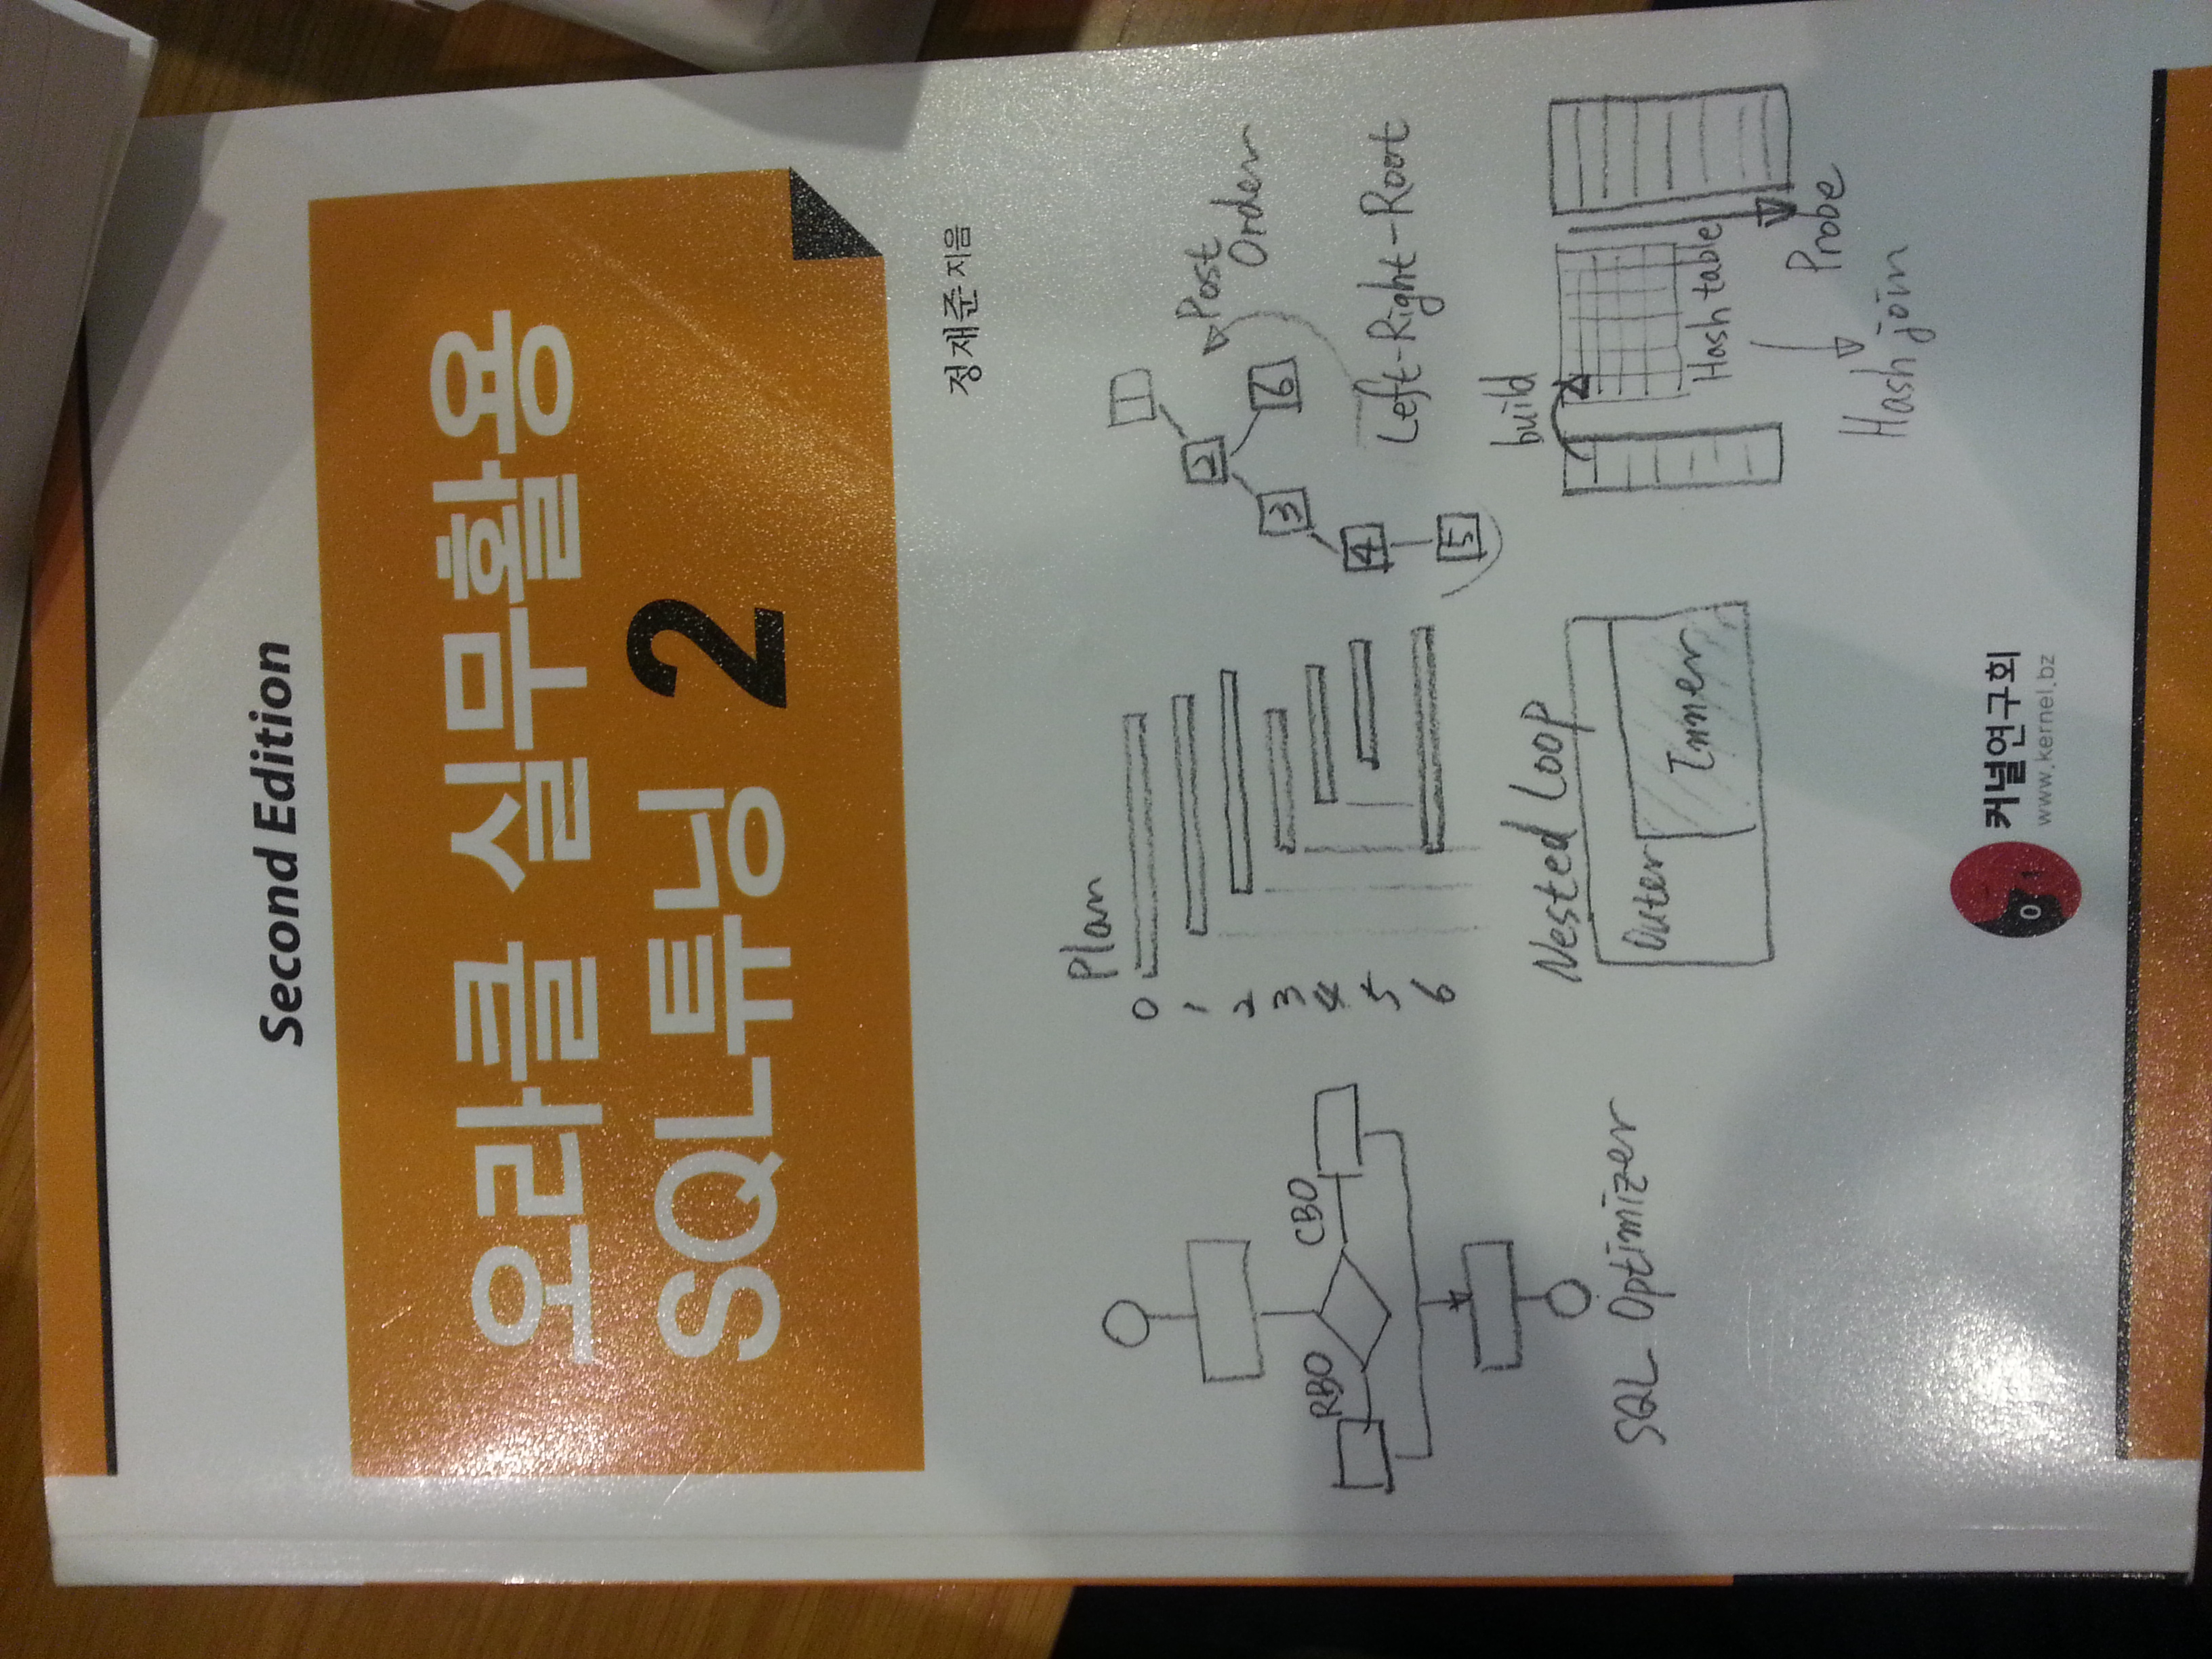 Second Edition
오라클 실무활용
SQL튜닝 2
정재준 지음
Plan
0
1
2
3
4
5
6
1
2
3
6
4
5
Post
Order
Left-Right-Root
RBO
CBO
SQL Optimizer
Nested Loop
Outer
Inner
build
Hash table
Probe
Hash join
0 1
커널연구회
www.kernel.bz